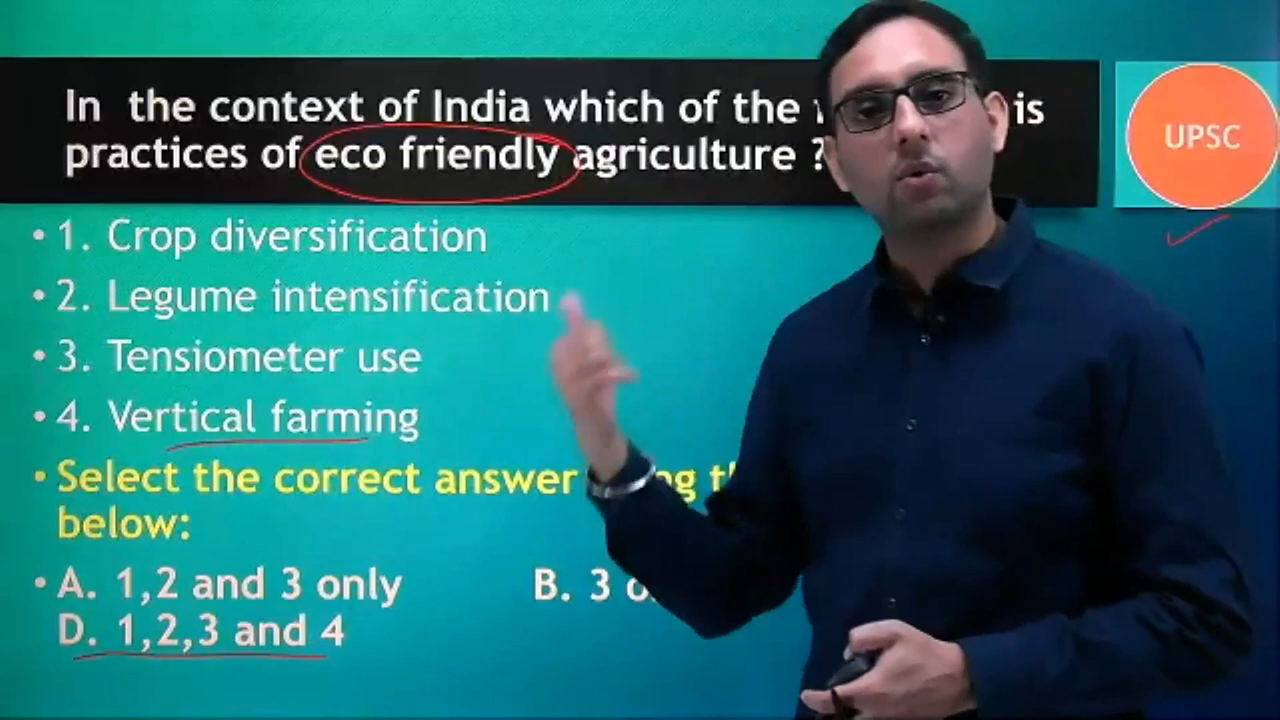 In the context of India which of the is
practices of eco friendly agriculture ?
UPSC
• 1. Crop diversification
• 2. Legume intensification
• 3. Tensiometer use
• 4. Vertical farming
• Select the correct answer
below:
• A. 1,2 and 3 only B. 3
D. 1,2,3 and 4